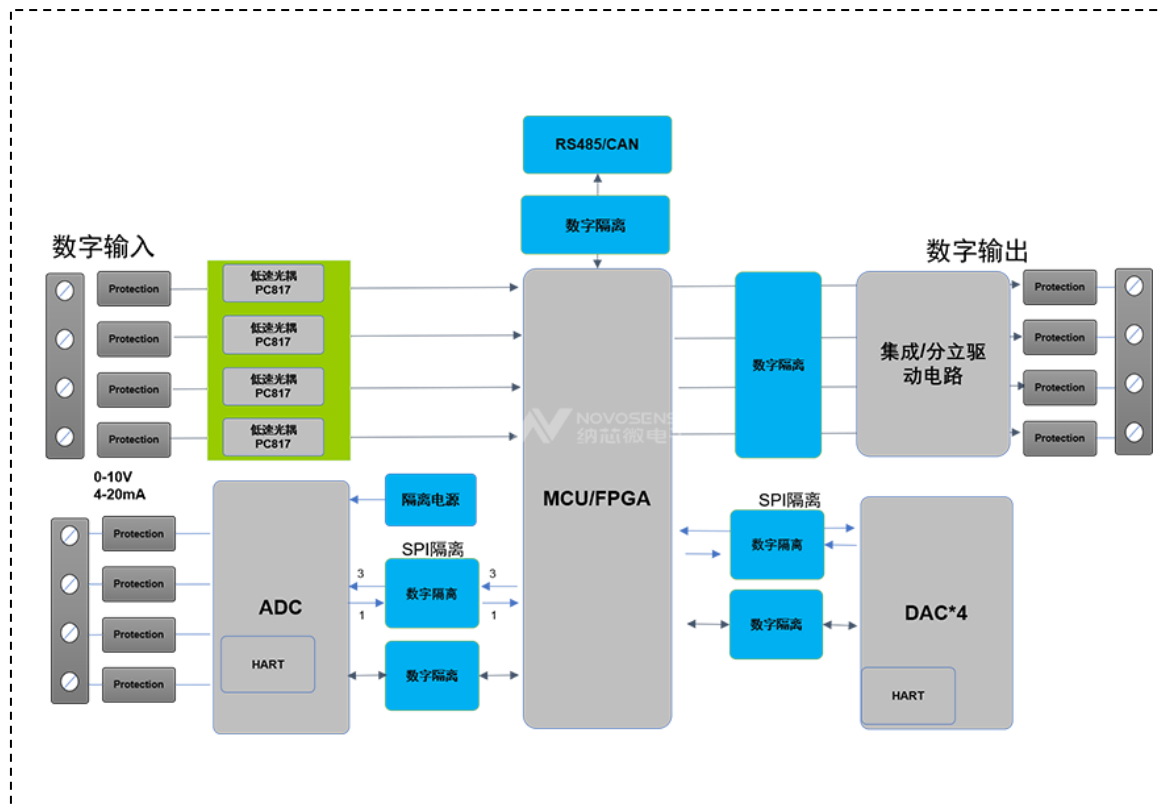 RS485/CAN
数字隔离
数字输入
数字输出
Protection
低速光耦
PC817
Protection
低速光耦
PC817
Protection
低速光耦
PC817
Protection
低速光耦
PC817
数字隔离
集成/分立驱
动电路
Protection
Protection
Protection
Protection
NOVOSENS
纳芯微电
MCU/FPGA
0-10V
4-20mA
Protection
Protection
Protection
Protection
ADC
HART
隔离电源
SPI隔离
3
数字隔离
3
1
1
数字隔离
SPI隔离
数字隔离
数字隔离
DAC*4
HART